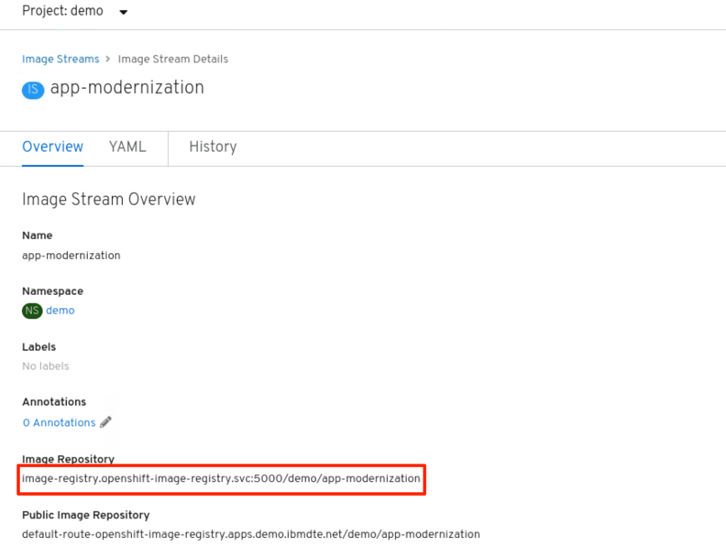 Project: demo
Image Streams > Image Stream Details
IS app-modernization
Overview YAML History
Image Stream Overview
Name
app-modernization
Namespace
NS demo
Labels
No labels
Annotations
0 Annotations
Image Repository
image-registry.openshift-image-registry.svc:5000/demo/app-modernization
Public Image Repository
default-route-openshift-image-registry.apps.demo.ibmdte.net/demo/app-modernization